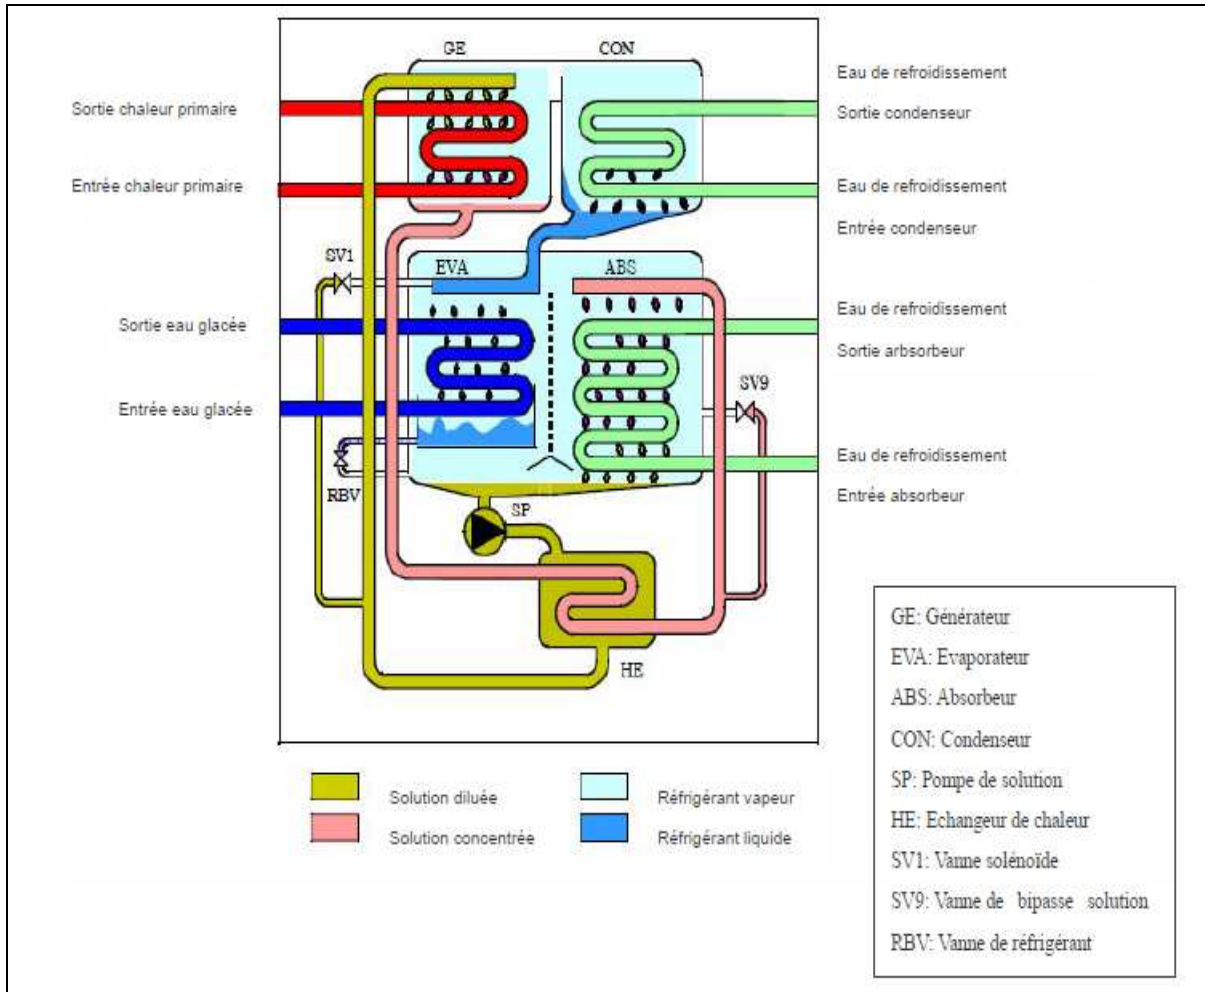 GE
CON
Eau de refroidissement
Sortie chaleur primaire
Sortie condenseur
Entrée chaleur primaire
Eau de refroidissement
Entrée condenseur
SV1
EVA
ABS
Eau de refroidissement
Sortie eau glacée
Sortie arbsorbeur
SV9
Entrée eau glacée
Eau de refroidissement
RBV
Entrée absorbeur
SP
HE
Solution diluée
Réfrigérant vapeur
Solution concentrée
Réfrigérant liquide
GE: Générateur
EVA: Evaporateur
ABS: Absorbeur
CON: Condenseur
SP: Pompe de solution
HE: Echangeur de chaleur
SV1: Vanne solénoïde
SV9: Vanne de bipasse solution
RBV: Vanne de réfrigérant